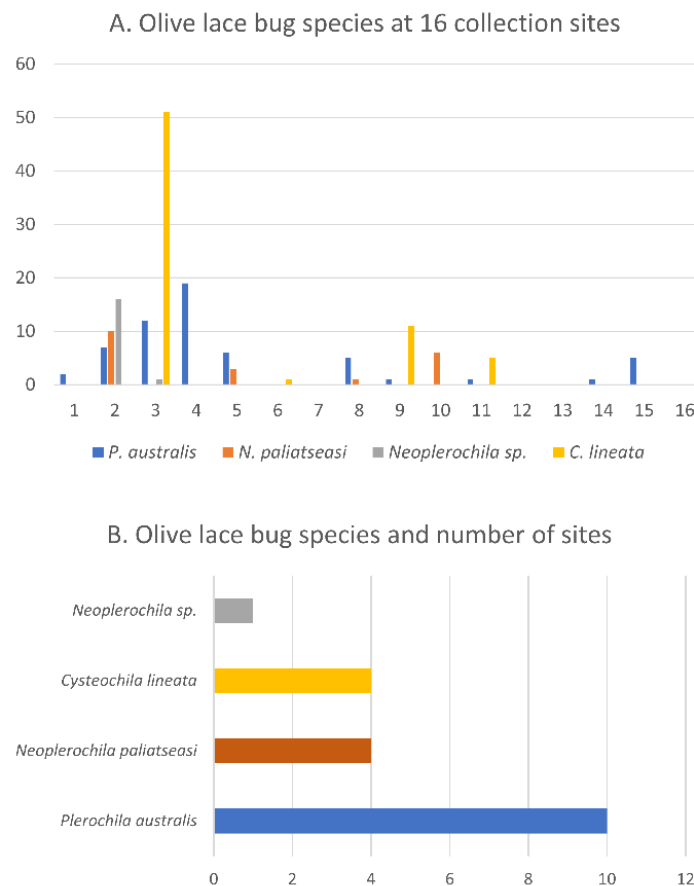 A. Olive lace bug species at 16 collection sites
60
50
40
30
20
10
0
1 2 3 4 5 6 7 8 9 10 11 12 13 14 15 16
P. australis N. paliatseasi Neoplerochila sp. C. lineata
B. Olive lace bug species and number of sites
Neoplerochila sp.
Cysteochila lineata
Neoplerochila paliatseasi
Plerochila australis
0 2 4 6 8 10 12